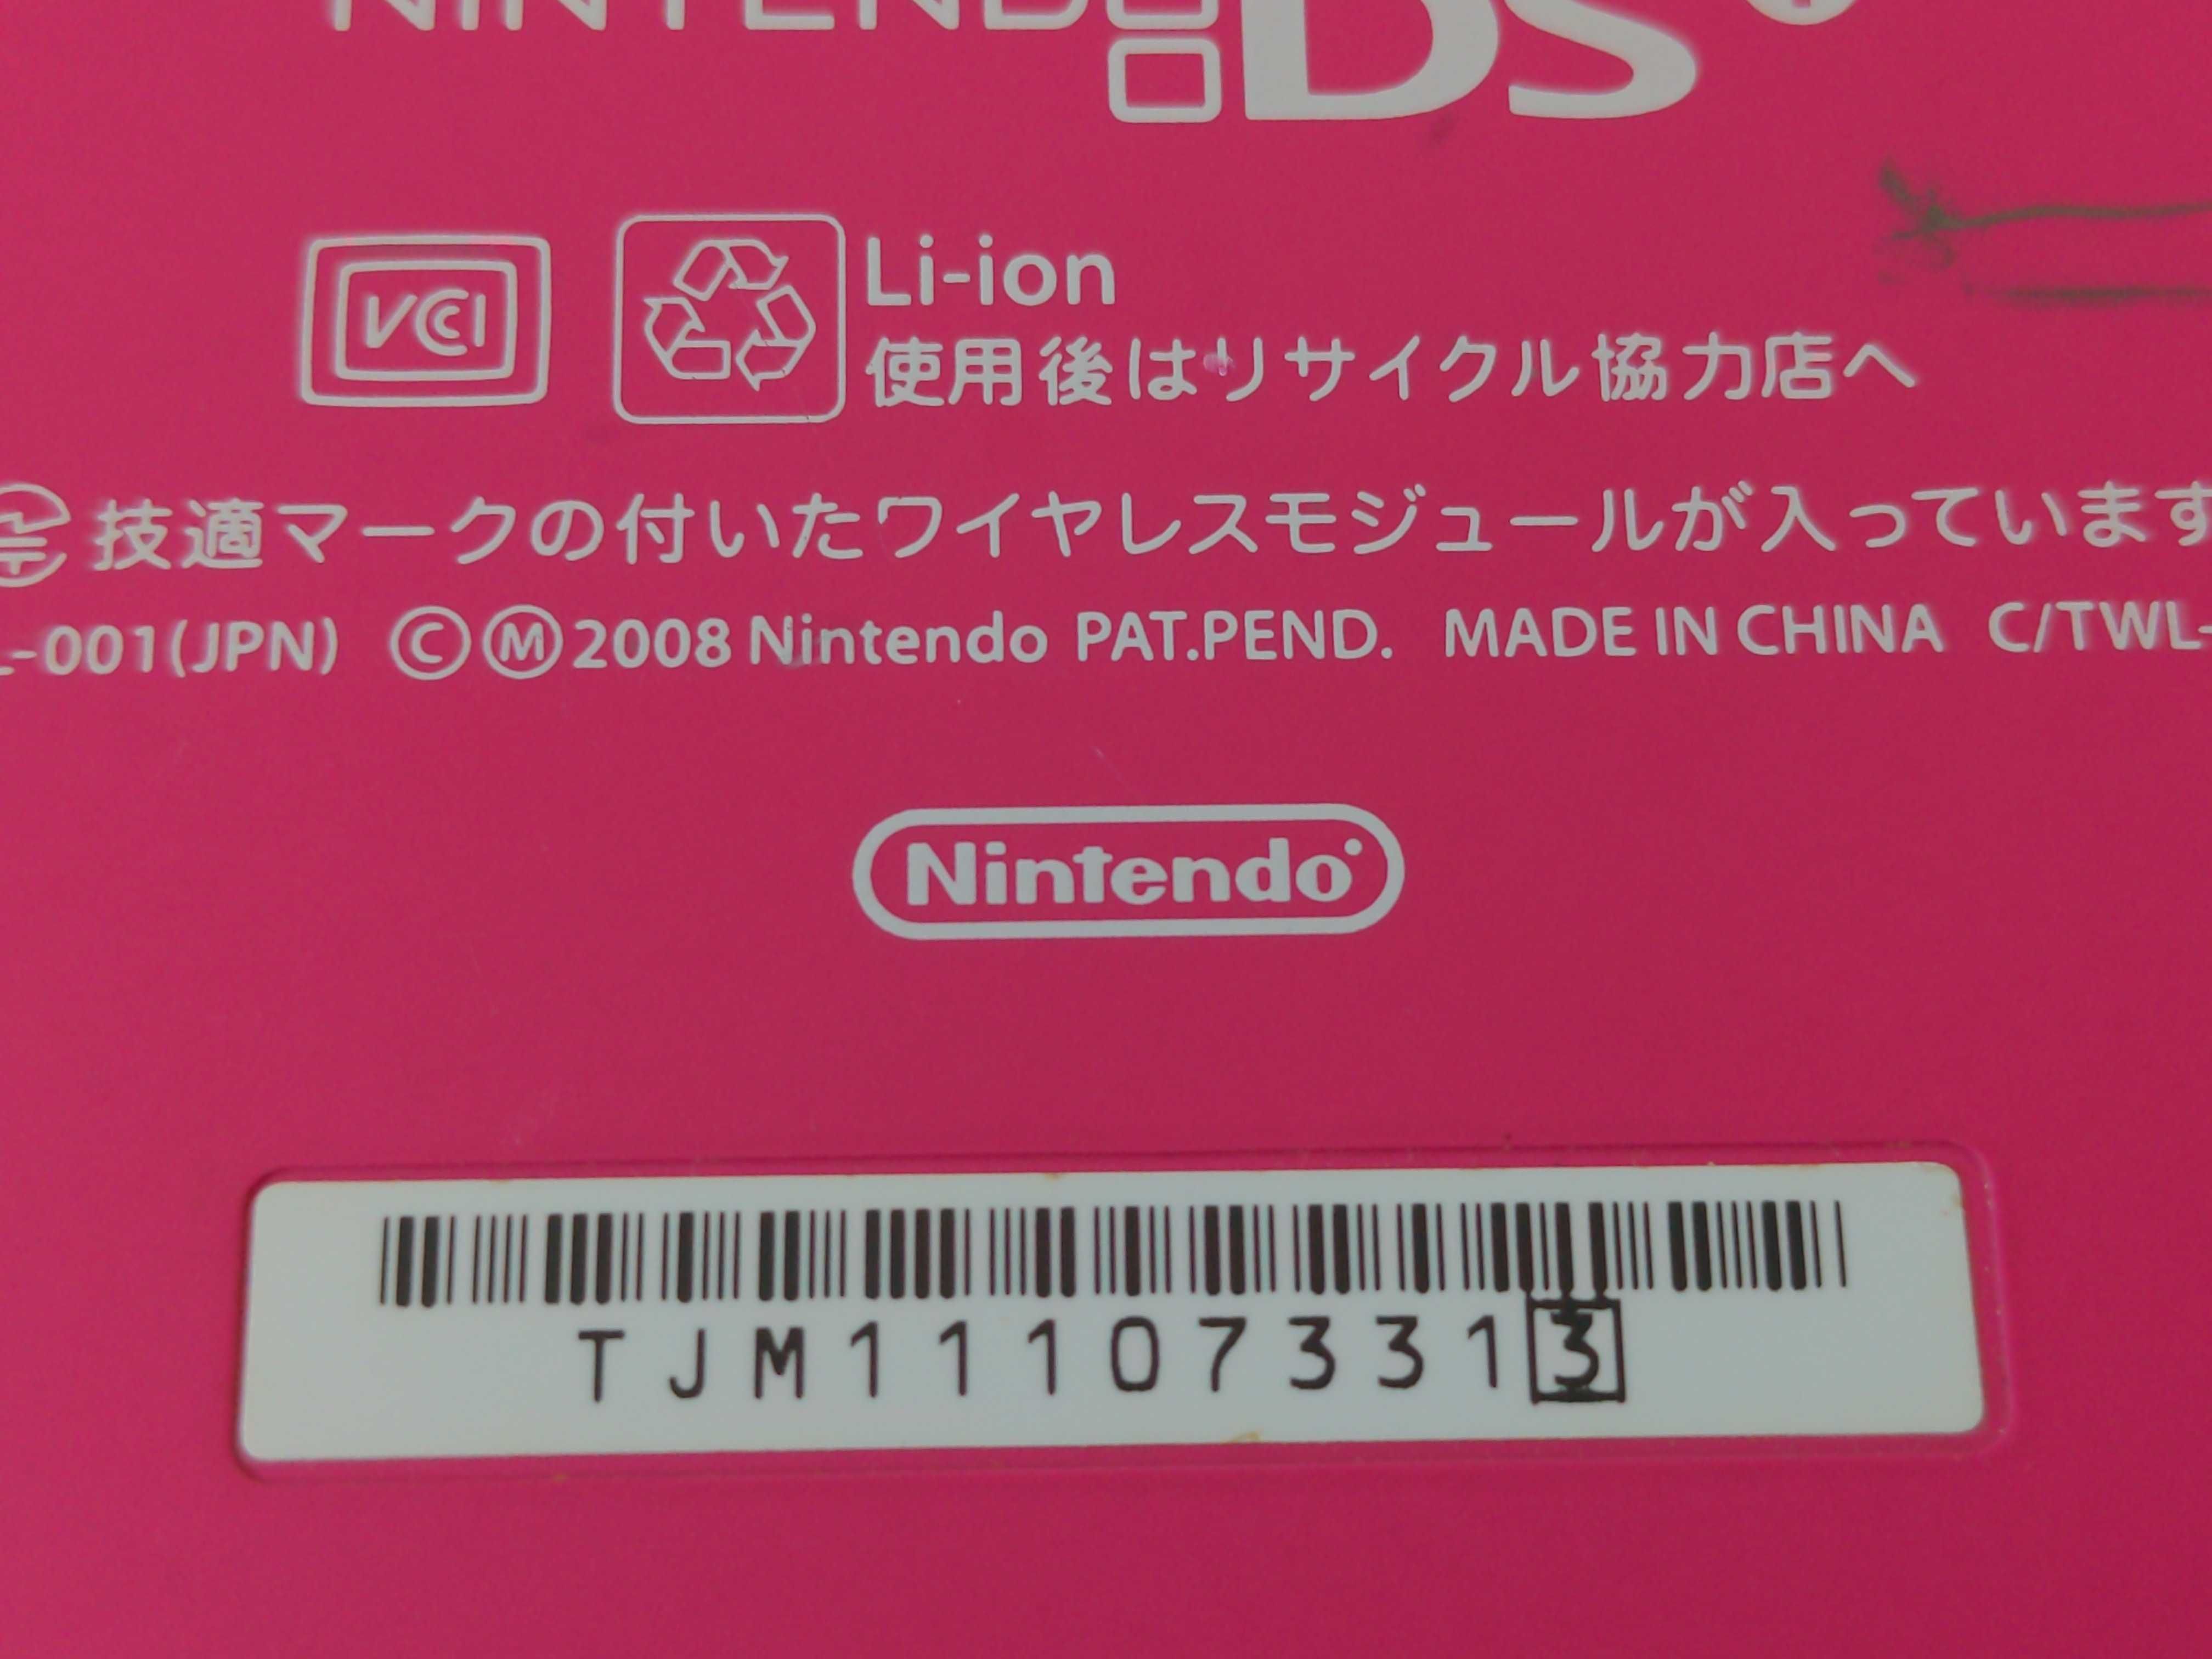 NINTENDO DSi
VCI
Li-ion
使用後はリサイクル協力店へ
技適マークの付いたワイヤレスモジュールが入っています
L-001(JPN) ©Ⓜ2008 Nintendo PAT.PEND. MADE IN CHINA C/TWL-
Nintendo
TJM111073313